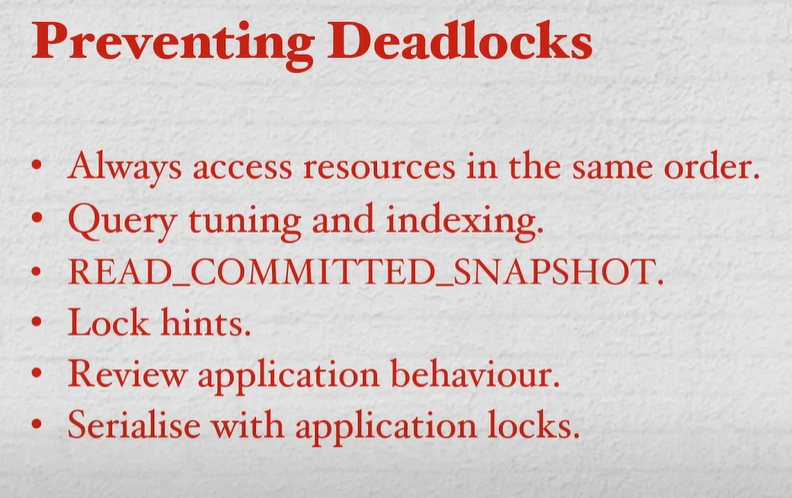 Preventing Deadlocks
• Always access resources in the same order.
• Query tuning and indexing.
• READ_COMMITTED_SNAPSHOT.
• Lock hints.
• Review application behaviour.
• Serialise with application locks.